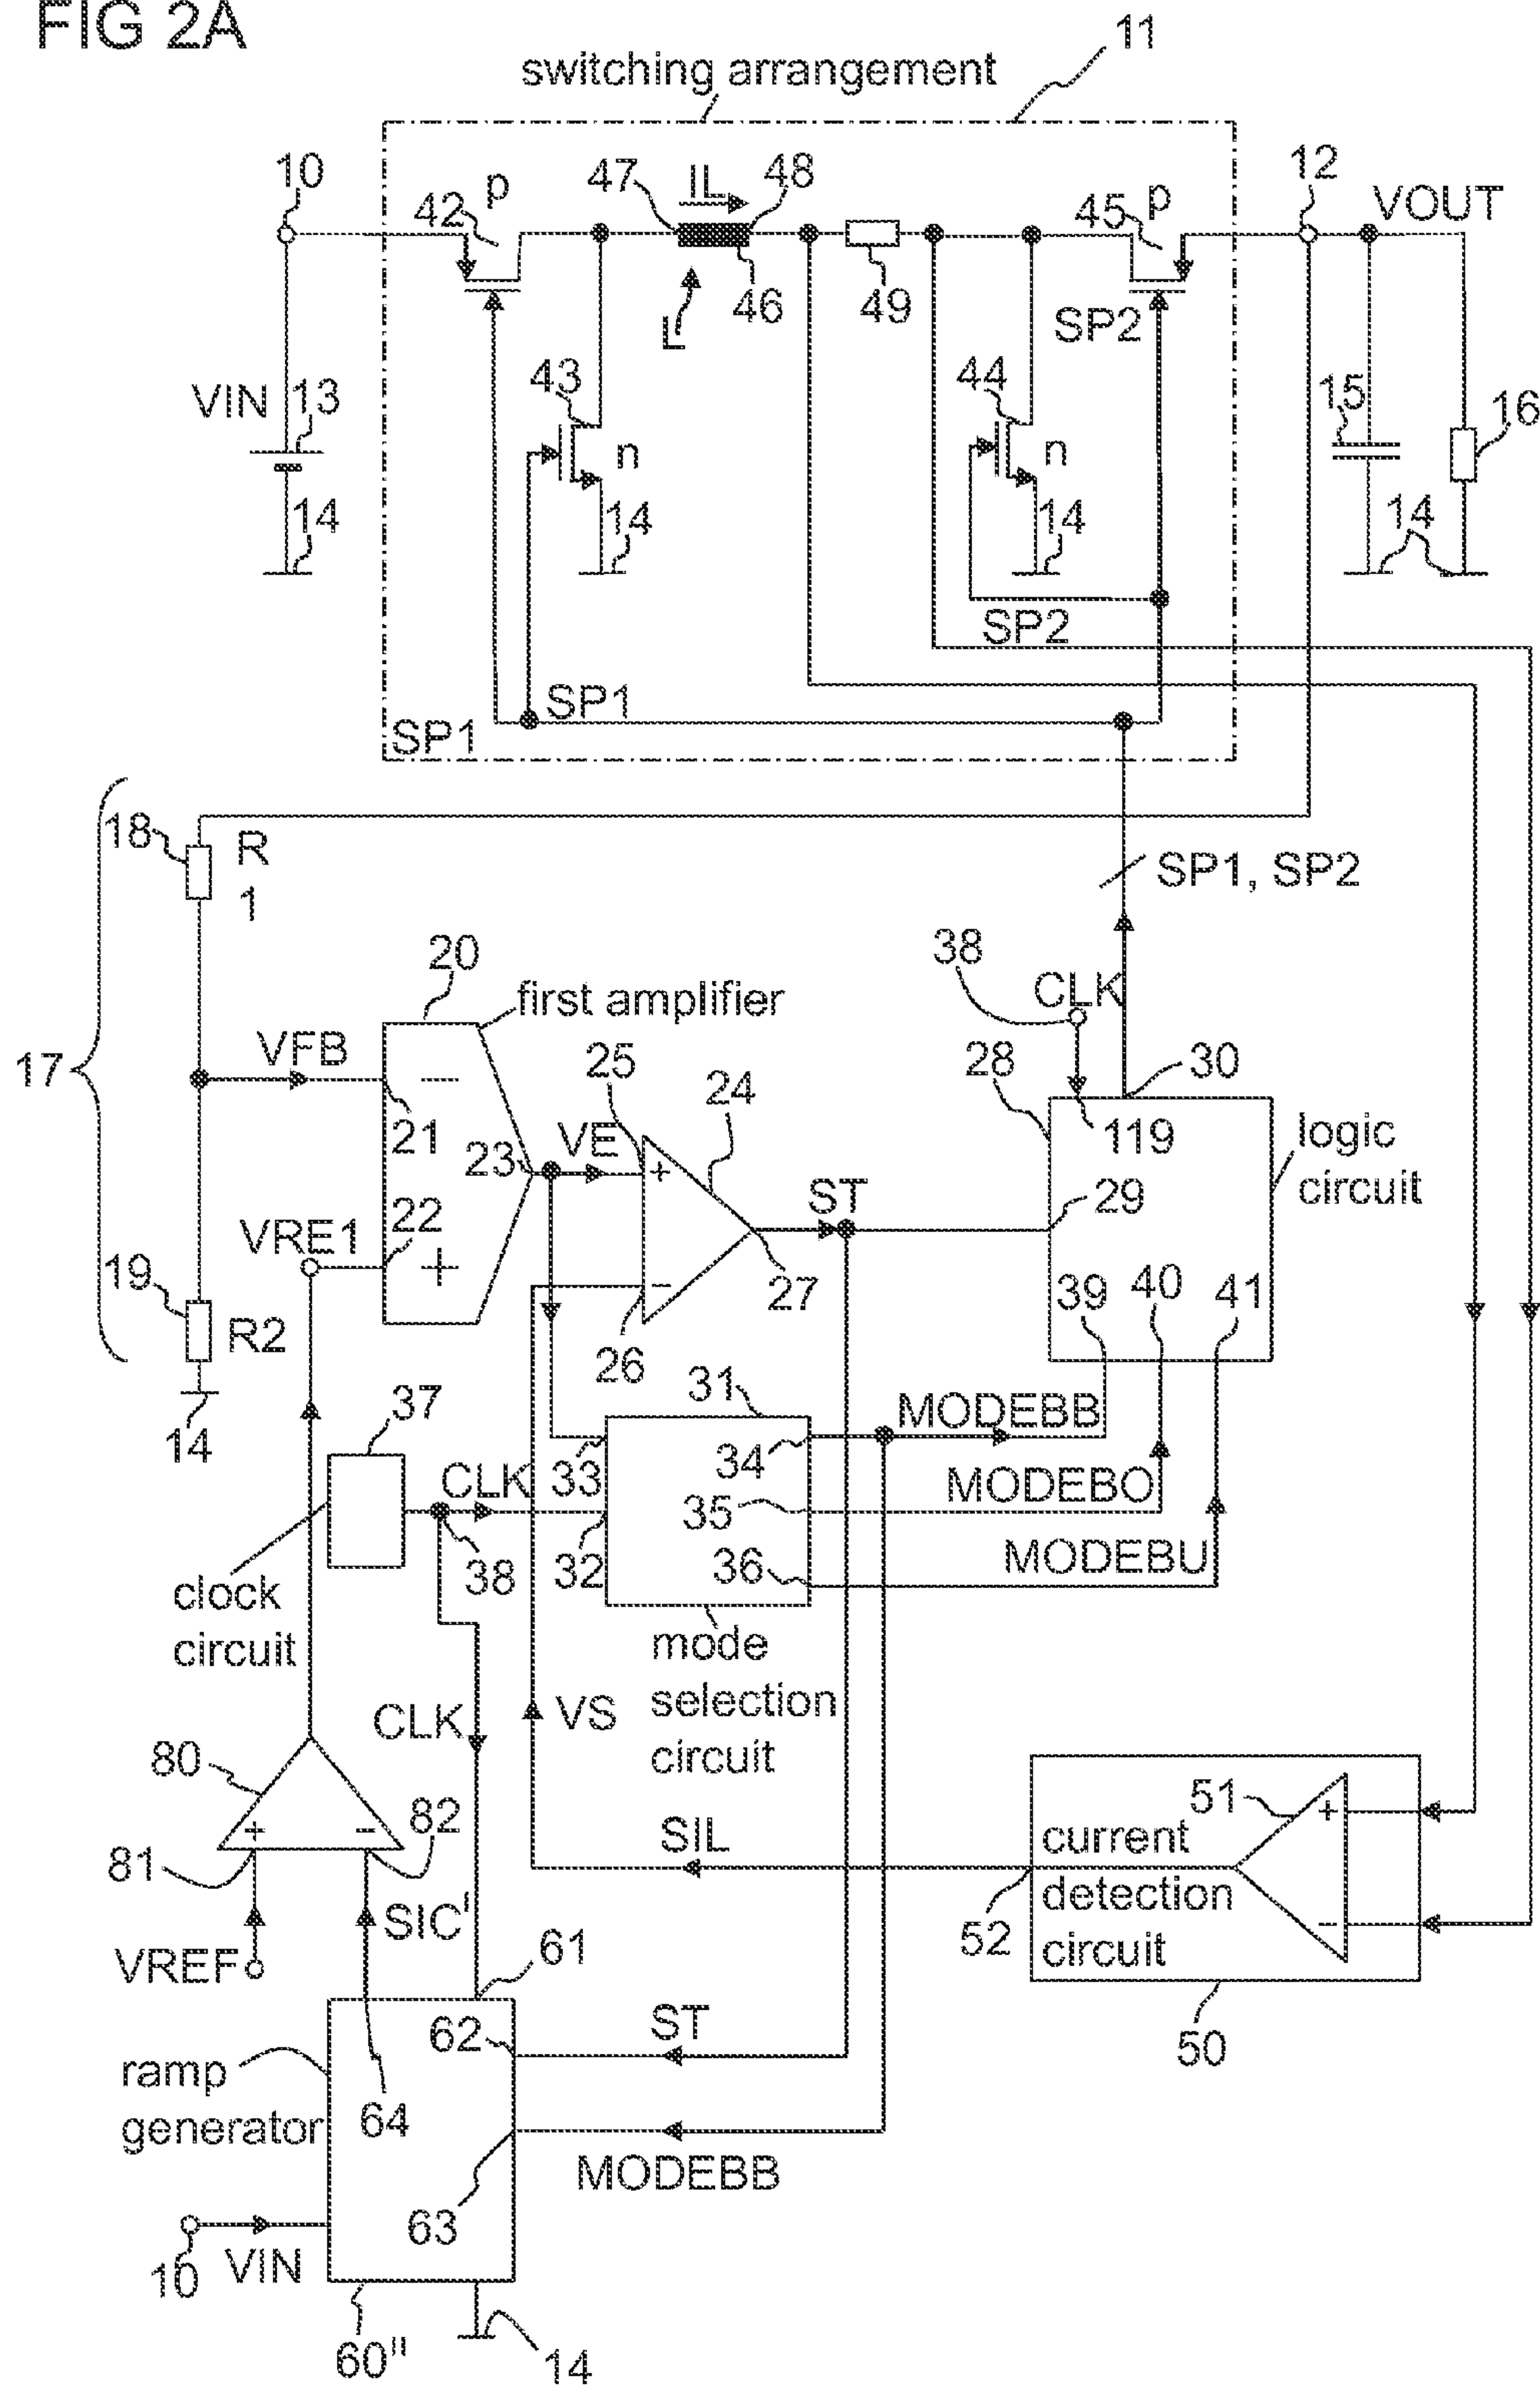 FIG 2A
11
switching arrangement
10
42
p
47
IL
48
45
p
12
VOUT
46
49
SP2
L
VIN
13
43
44
15
16
n
n
14
14
14
14
SP2
SP1
SP1
18
R
1
SP1, SP2
20
38
CLK
first amplifier
17
VFB
25
24
28
30
21
23
VE
119
logic
circuit
ST
29
22
VRE1
+
−
+
−
27
39
40
41
19
R2
26
14
37
31
MODEBB
33
34
CLK
35
MODEBO
38
32
36
MODEBU
clock
circuit
mode
selection
circuit
CLK
VS
80
51
82
+
−
+
81
SIL
current
detection
circuit
−
SIC'
52
VREF
61
50
62
ST
ramp
generator
64
MODEBB
63
10
VIN
60"
14